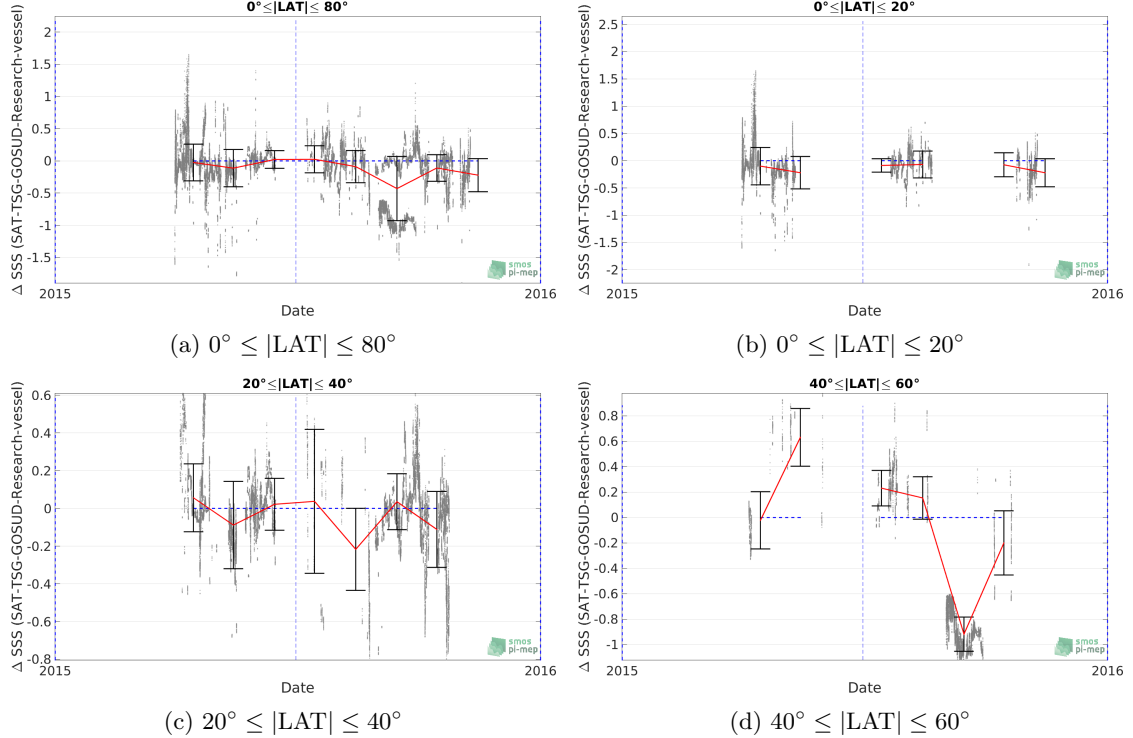 0°≤|LAT|≤ 80°
Δ SSS (SAT-TSG-GOSUD-Research-vessel)
2
1.5
1
0.5
0
-0.5
-1
-1.5
2015
2016
Date
smos
pi-mep
(a) 0° ≤ |LAT| ≤ 80°
0°≤|LAT|≤ 20°
Δ SSS (SAT-TSG-GOSUD-Research-vessel)
2.5
2
1.5
1
0.5
0
-0.5
-1
-1.5
-2
2015
2016
Date
smos
pi-mep
(b) 0° ≤ |LAT| ≤ 20°
20°≤|LAT|≤ 40°
Δ SSS (SAT-TSG-GOSUD-Research-vessel)
0.6
0.4
0.2
0
-0.2
-0.4
-0.6
-0.8
2015
2016
Date
smos
pi-mep
(c) 20° ≤ |LAT| ≤ 40°
40°≤|LAT|≤ 60°
Δ SSS (SAT-TSG-GOSUD-Research-vessel)
0.8
0.6
0.4
0.2
0
-0.2
-0.4
-0.6
-0.8
-1
2015
2016
Date
smos
pi-mep
(d) 40° ≤ |LAT| ≤ 60°